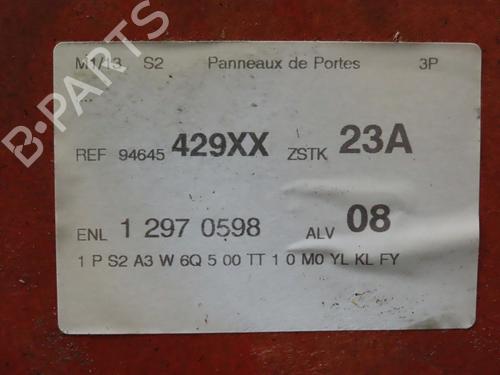 M1/13 S2 Panneaux de Portes 3P
...
REF 94645 429XX ZSTK 23A
ENL 1 297 0598 ALV 08
1 P S2 A3 W 6Q 5 00 TT 1 0 M0 YL KL FY
B-PARTS